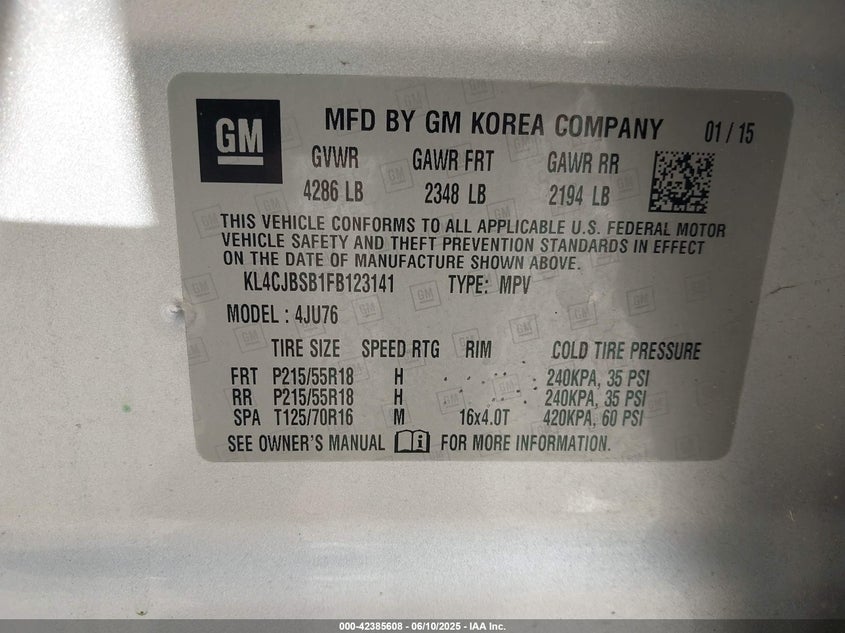 GM MFD BY GM KOREA COMPANY 01 / 15
GVWR GAWR FRT GAWR RR
4286 LB 2348 LB 2194 LB
THIS VEHICLE CONFORMS TO ALL APPLICABLE U.S. FEDERAL MOTOR
VEHICLE SAFETY AND THEFT PREVENTION STANDARDS IN EFFECT
ON THE DATE OF MANUFACTURE SHOWN ABOVE.
KL4CJBSB1FB123141 TYPE: MPV
MODEL : 4JU76
TIRE SIZE SPEED RTG RIM COLD TIRE PRESSURE
FRT P215/55R18 H 240KPA, 35 PSI
RR P215/55R18 H 240KPA, 35 PSI
SPA T125/70R16 M 16x4.0T 420KPA, 60 PSI
SEE OWNER'S MANUAL FOR MORE INFORMATION.
000-42385608 - 06/10/2025 - IAA Inc.